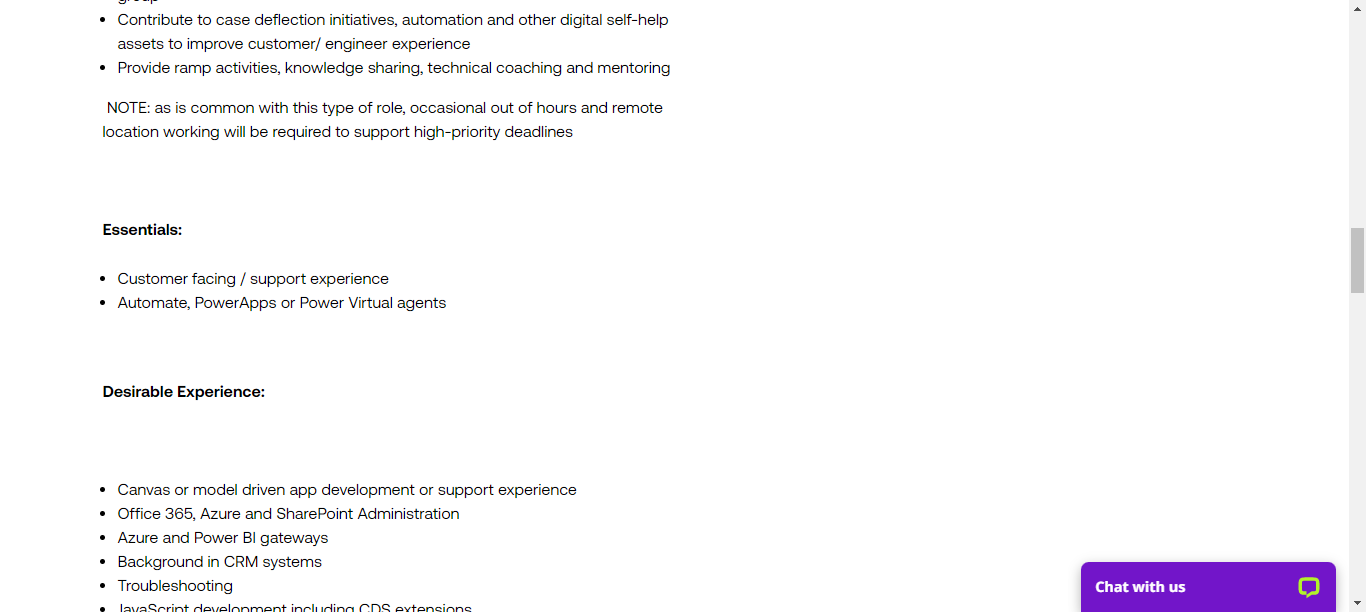 Contribute to case deflection initiatives, automation and other digital self-help
assets to improve customer/ engineer experience
Provide ramp activities, knowledge sharing, technical coaching and mentoring
NOTE: as is common with this type of role, occasional out of hours and remote
location working will be required to support high-priority deadlines
Essentials:
Customer facing / support experience
Automate, PowerApps or Power Virtual agents
Desirable Experience:
Canvas or model driven app development or support experience
Office 365, Azure and SharePoint Administration
Azure and Power BI gateways
Background in CRM systems
Troubleshooting
JavaScript development including CDS extensions
Chat with us